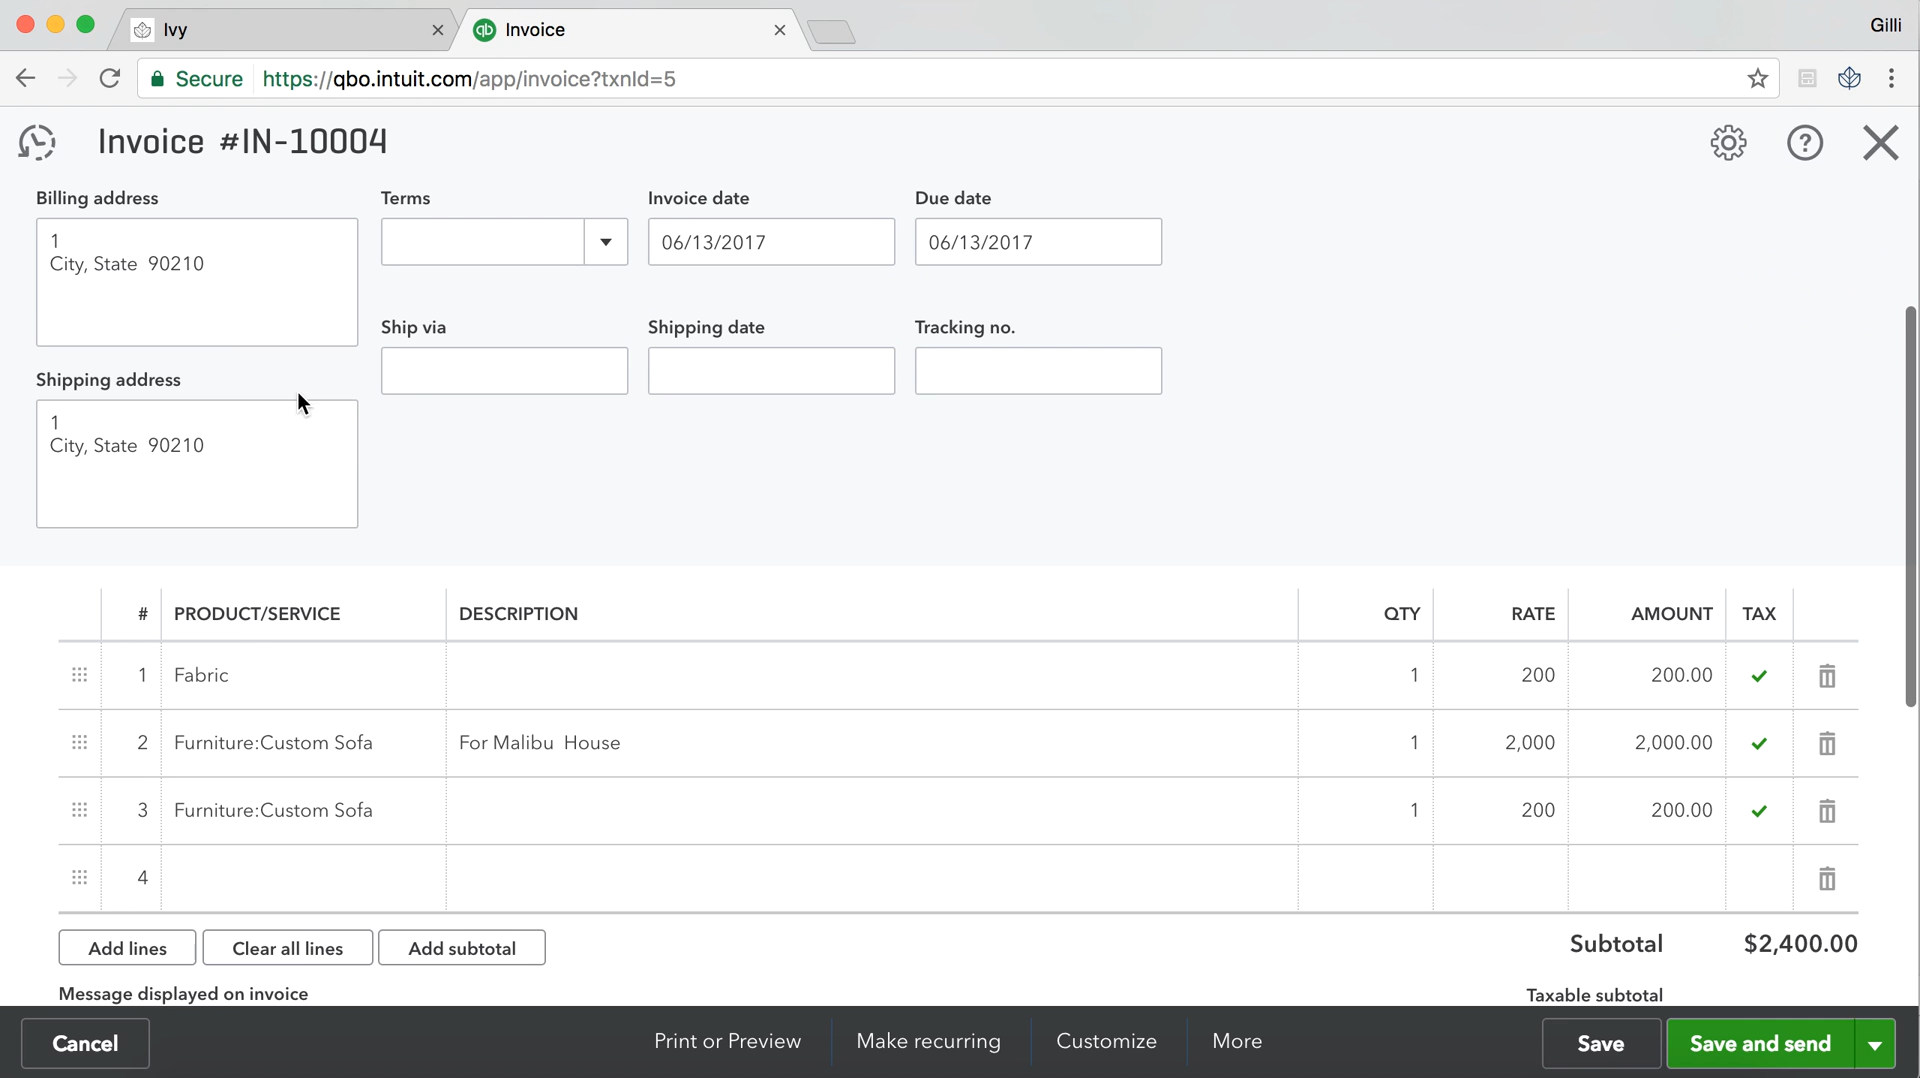 Ivy
Invoice
Gilli
Secure https://qbo.intuit.com/app/invoice?txnId=5
Invoice #IN-10004
Billing address
Terms
Invoice date
Due date
1
City, State 90210
06/13/2017
06/13/2017
Ship via
Shipping date
Tracking no.
Shipping address
1
City, State 90210
# PRODUCT/SERVICE DESCRIPTION QTY RATE AMOUNT TAX
1 Fabric 1 200 200.00
2 Furniture:Custom Sofa For Malibu House 1 2,000 2,000.00
3 Furniture:Custom Sofa 1 200 200.00
4
Add lines Clear all lines Add subtotal Subtotal $2,400.00
Message displayed on invoice Taxable subtotal
Cancel Print or Preview Make recurring Customize More Save Save and send